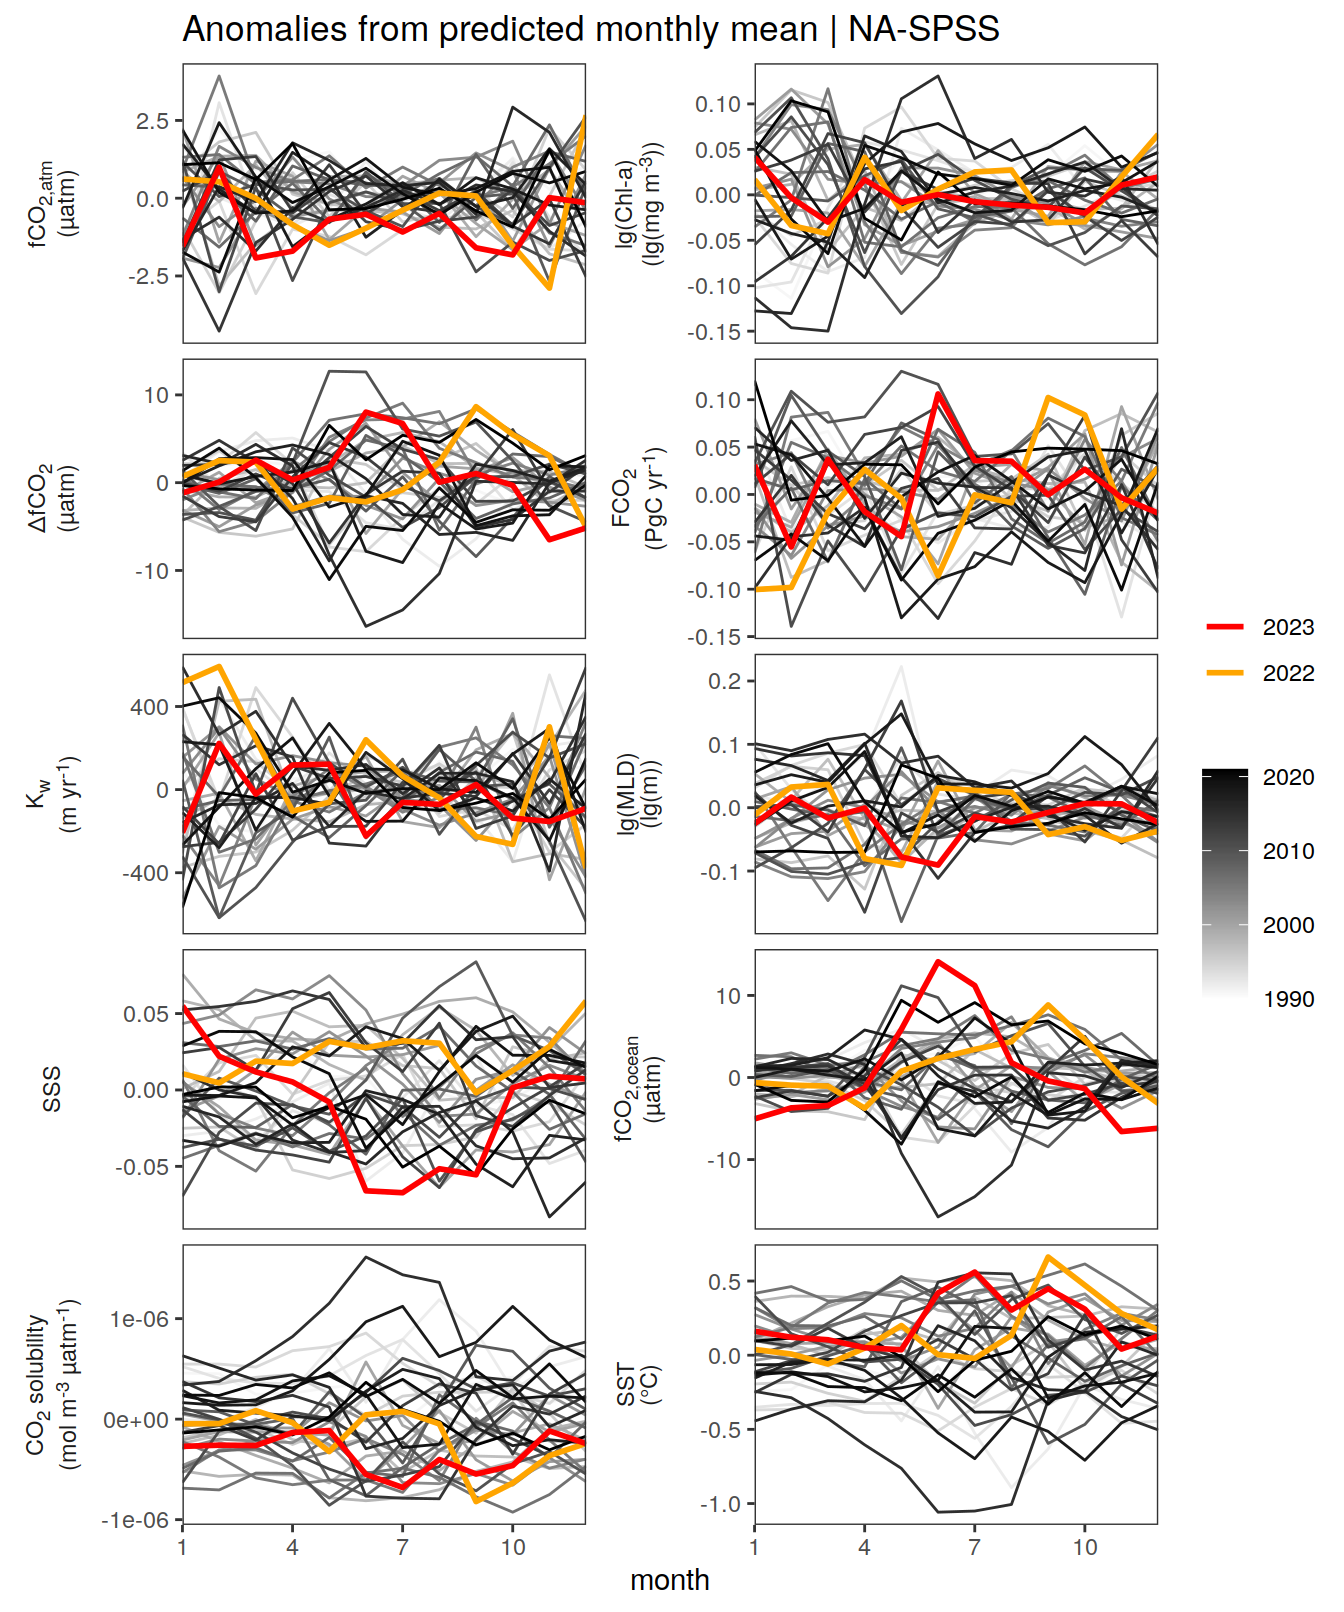 Anomalies from predicted monthly mean | NA-SPSS
fCO2,atm
(µatm)
2.5
0.0
-2.5
lg(Chl-a)
(lg(mg m-3))
0.10
0.05
0.00
-0.05
-0.10
-0.15
ΔfCO2
(µatm)
10
0
-10
FCO2
(PgC yr-1)
0.10
0.05
0.00
-0.05
-0.10
-0.15
Kw
(m yr-1)
400
0
-400
lg(MLD)
(lg(m))
0.2
0.1
0.0
-0.1
SSS
0.05
0.00
-0.05
fCO2,ocean
(µatm)
10
0
-10
CO2 solubility
(mol m-3 µatm-1)
1e-06
0e+00
-1e-06
SST
(°C)
0.5
0.0
-0.5
-1.0
1 4 7 10
1 4 7 10
month
2023
2022
2020
2010
2000
1990